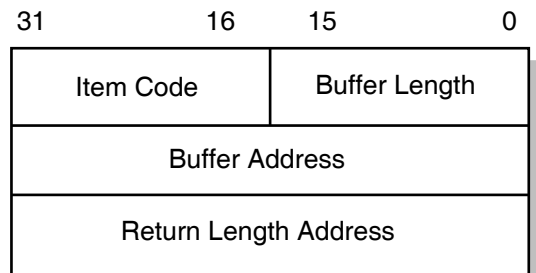 31 16 15 0
Item Code Buffer Length
Buffer Address
Return Length Address